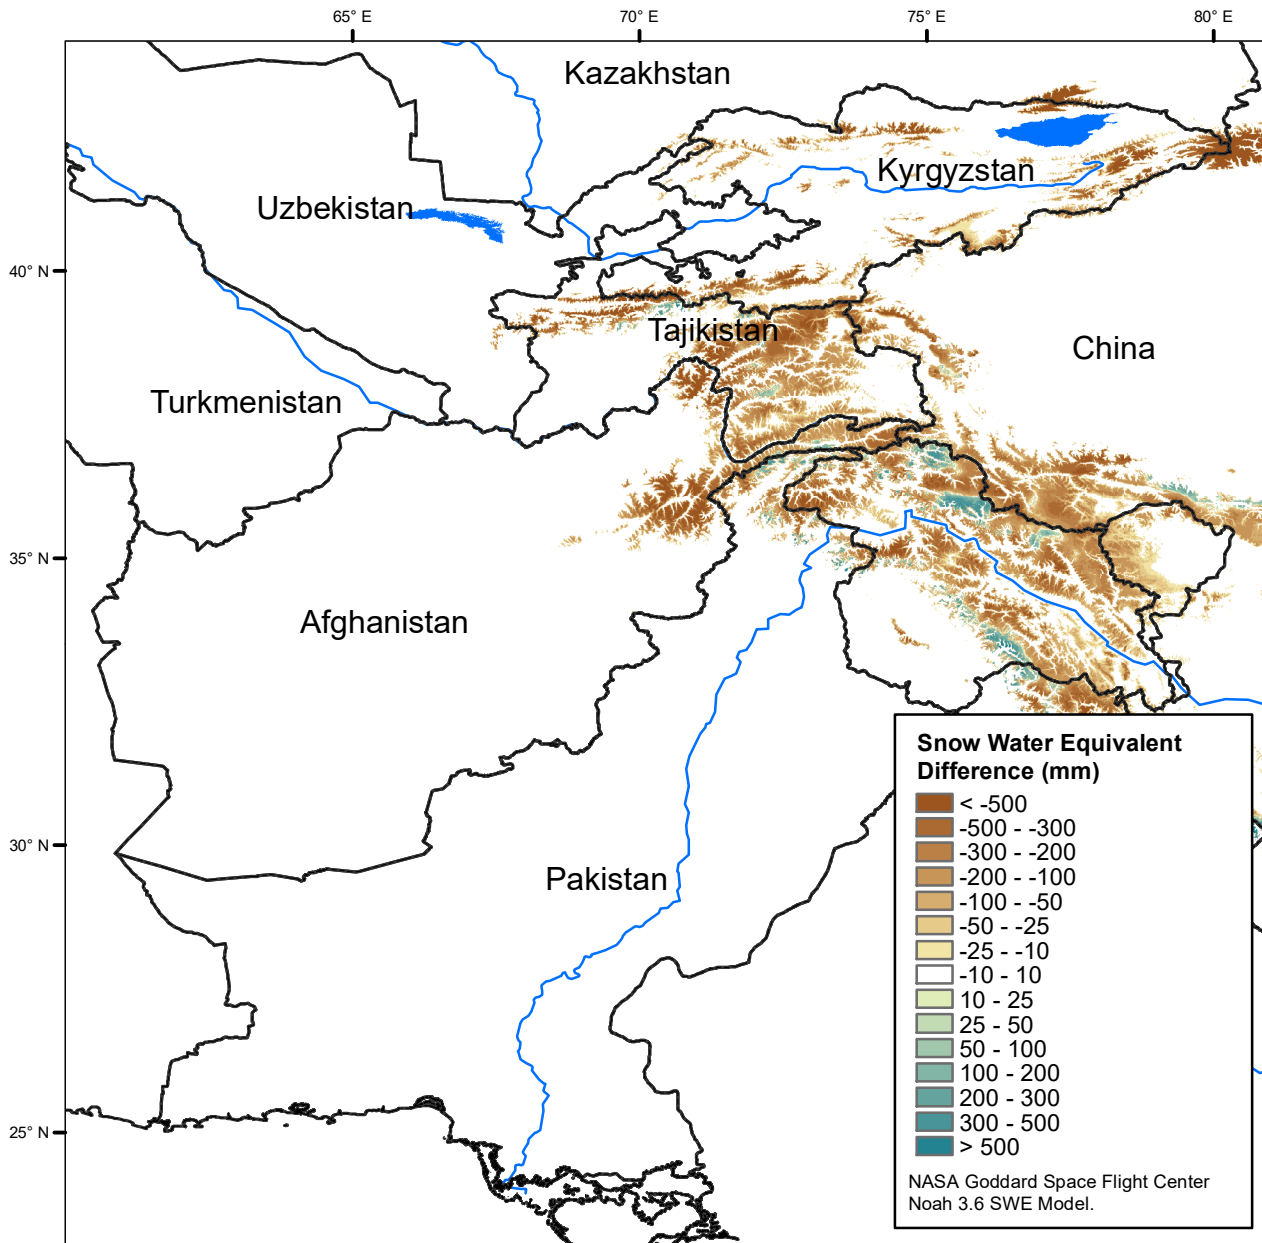 65° E
70° E
75° E
80° E
Kazakhstan
Kyrgyzstan
Uzbekistan
40° N
Tajikistan
China
Turkmenistan
35° N
Afghanistan
30° N
Pakistan
25° N
Snow Water Equivalent
Difference (mm)
< -500
-500 - -300
-300 - -200
-200 - -100
-100 - -50
-50 - -25
-25 - -10
-10 - 10
10 - 25
25 - 50
50 - 100
100 - 200
200 - 300
300 - 500
> 500
NASA Goddard Space Flight Center
Noah 3.6 SWE Model.